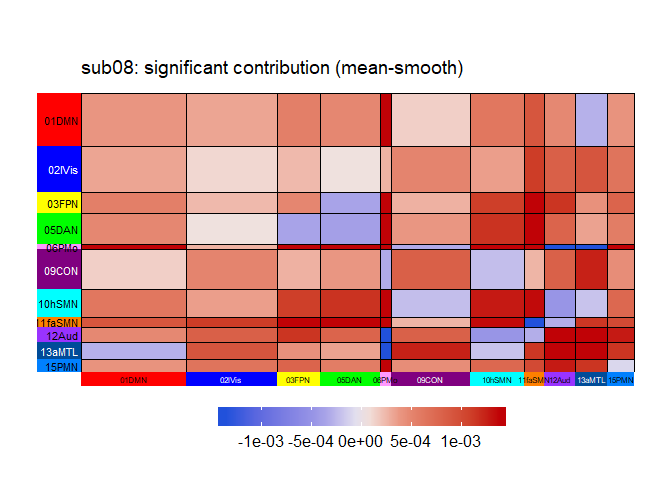 sub08: significant contribution (mean-smooth)
01DMN
02IVis
03FPN
05DAN
06PMo
09CON
10hSMN
11faSMN
12Aud
13aMTL
15PMN
01DMN 02IVis 03FPN 05DAN 06PMo 09CON 10hSMN 11faSMN 12Aud 13aMTL 15PMN
-1e-03 -5e-04 0e+00 5e-04 1e-03